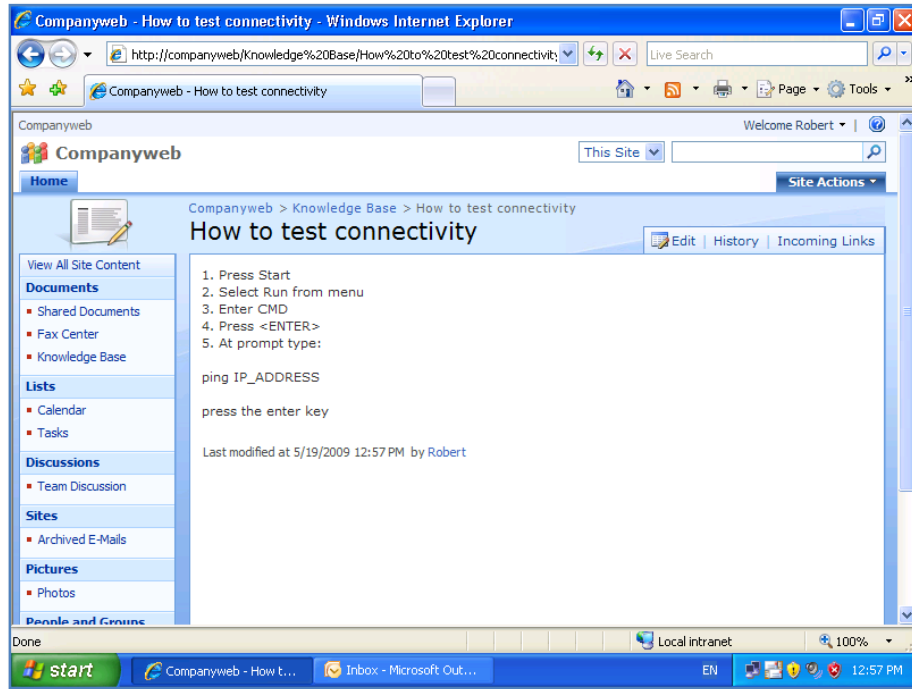 Companyweb - How to test connectivity - Windows Internet Explorer
http://companyweb/Knowledge%20Base/How%20to%20test%20connectivity
Live Search
Companyweb - How to test connectivity
Page
Tools
Companyweb
Welcome Robert
Companyweb
This Site
Home
Site Actions
Companyweb > Knowledge Base > How to test connectivity
How to test connectivity
Edit | History | Incoming Links
View All Site Content
Documents
Shared Documents
Fax Center
Knowledge Base
Lists
Calendar
Tasks
Discussions
Team Discussion
Sites
Archived E-Mails
Pictures
Photos
People and Groups
1. Press Start
2. Select Run from menu
3. Enter CMD
4. Press <ENTER>
5. At prompt type:
ping IP_ADDRESS
press the enter key
Last modified at 5/19/2009 12:57 PM by Robert
Done
Local intranet
100%
start
Companyweb - How t...
Inbox - Microsoft Out...
EN
12:57 PM